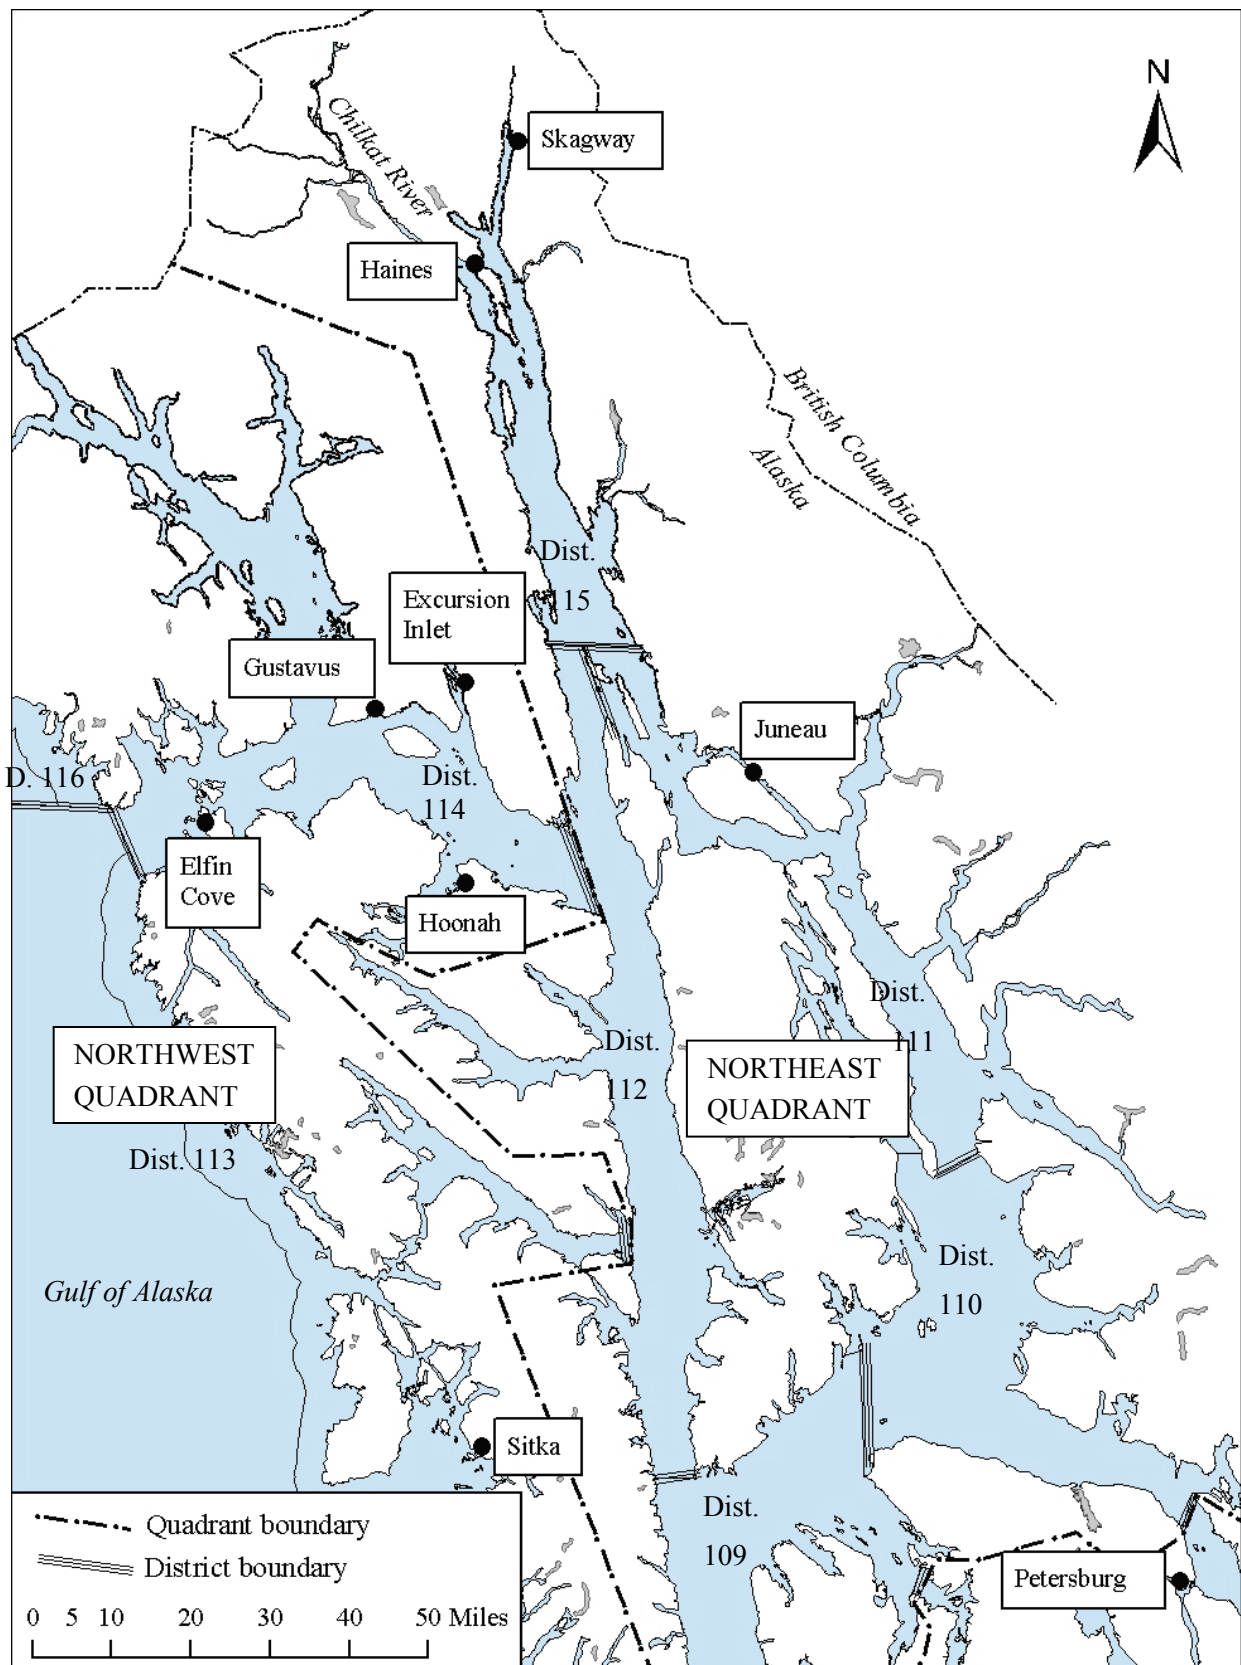 N
Chilkat River
Skagway
Haines
British Columbia
Alaska
Dist.
115
Excursion
Inlet
Gustavus
Juneau
D. 116
Dist.
114
Elfin
Cove
Hoonah
Dist.
111
Dist.
112
NORTHWEST
QUADRANT
NORTHEAST
QUADRANT
Dist. 113
Dist.
110
Gulf of Alaska
Sitka
Dist.
109
Petersburg
Quadrant boundary
District boundary
0 5 10 20 30 40 50 Miles